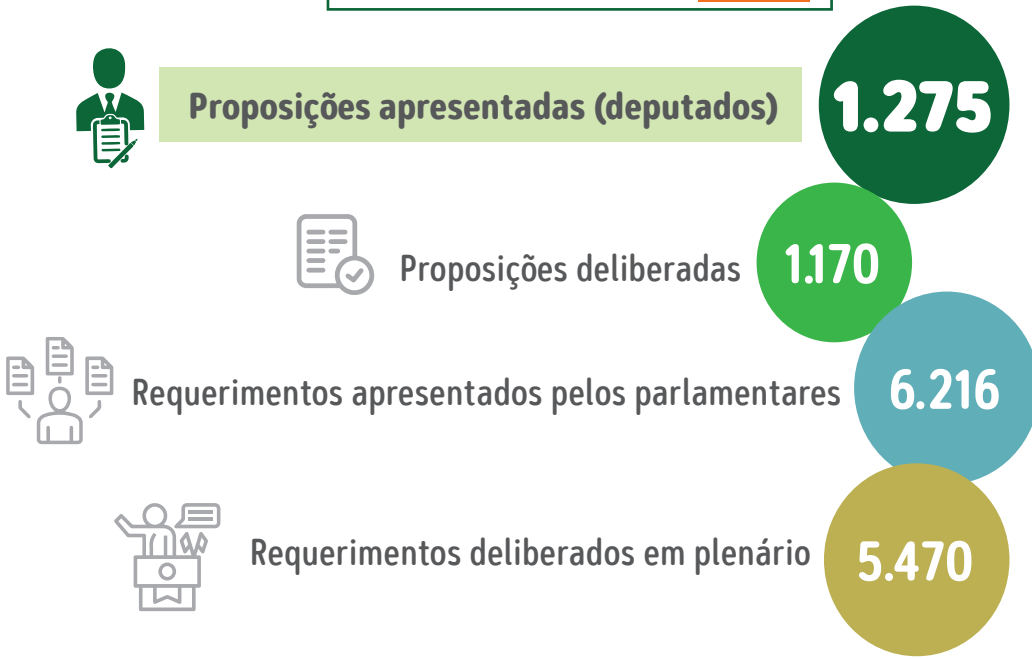 Proposições apresentadas (deputados) 1.275
Proposições deliberadas 1.170
Requerimentos apresentados pelos parlamentares 6.216
Requerimentos deliberados em plenário 5.470